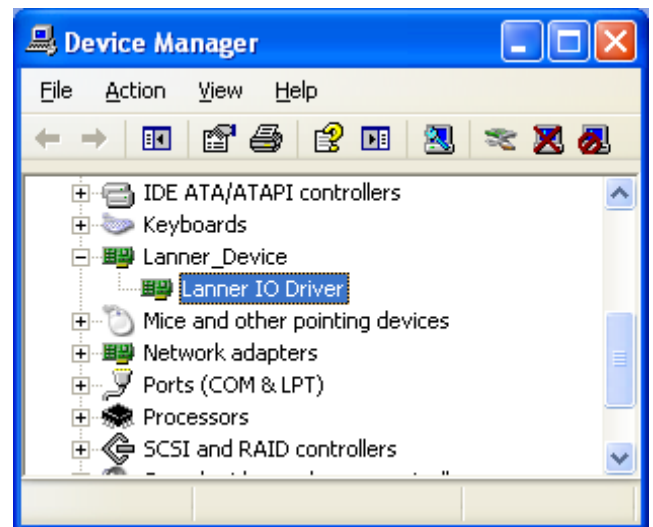 Device Manager
File Action View Help
IDE ATA/ATAPI controllers
Keyboards
Lanner_Device
Lanner IO Driver
Mice and other pointing devices
Network adapters
Ports (COM & LPT)
Processors
SCSI and RAID controllers